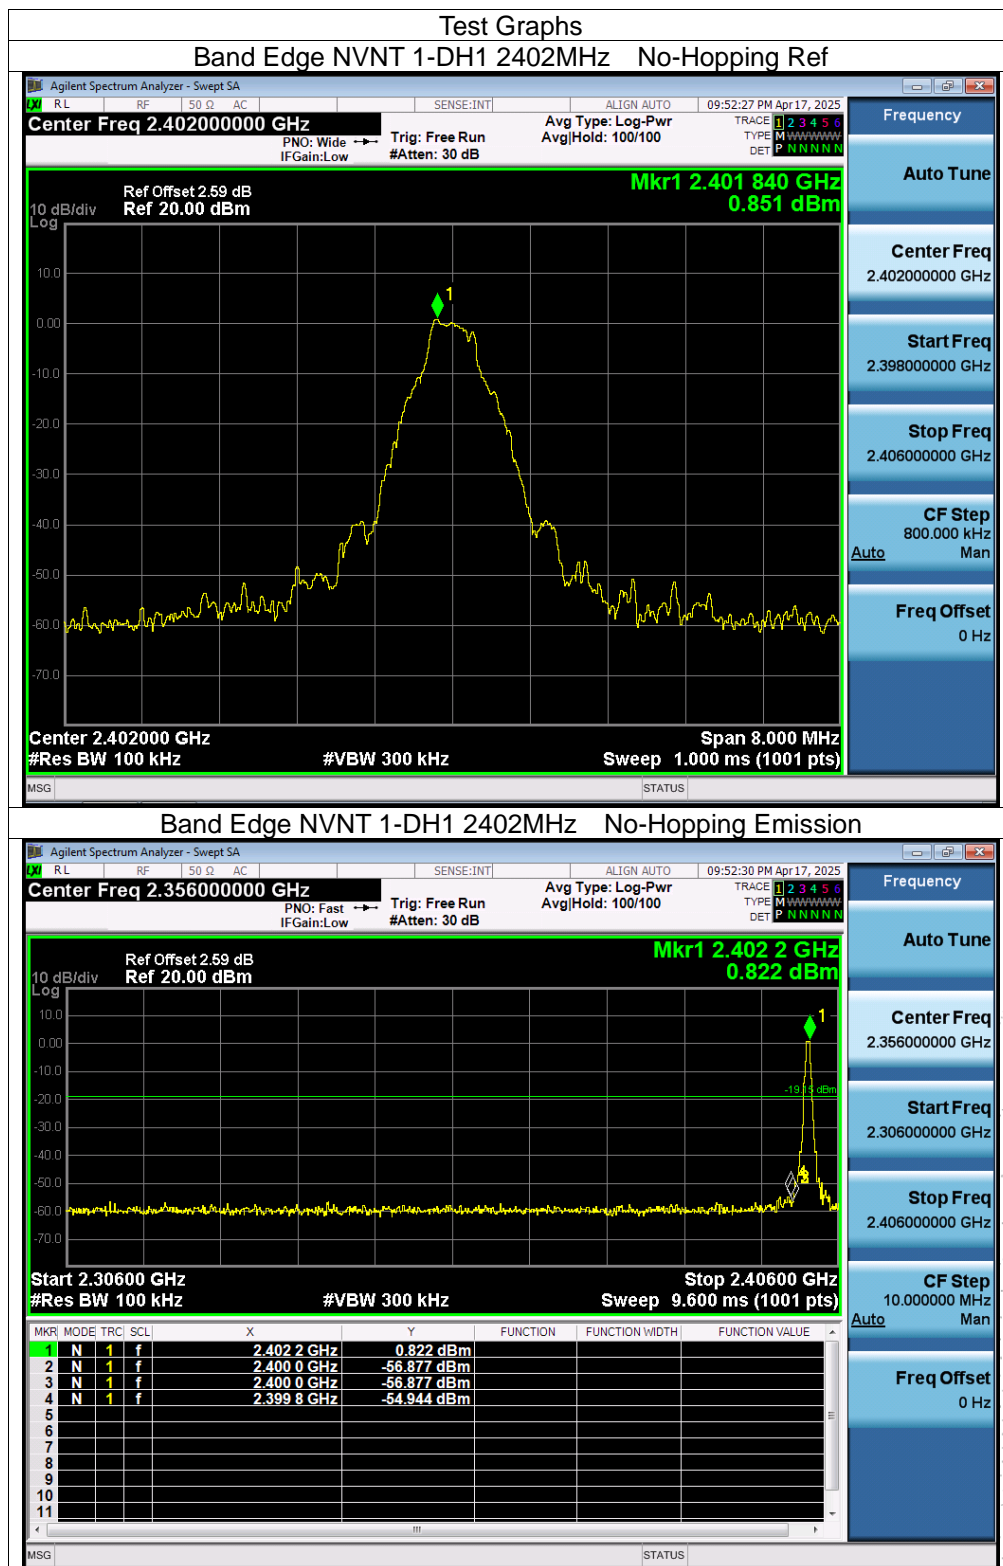 Test Graphs
Band Edge NVNT 1-DH1 2402MHz    No-Hopping Ref
Agilent Spectrum Analyzer - Swept SA
LXI RL RF 50 Ω AC SENSE:INT ALIGN AUTO 09:52:27 PM Apr 17, 2025
Center Freq 2.402000000 GHz
PNO: Wide
IFGain:Low
Trig: Free Run
#Atten: 30 dB
Avg Type: Log-Pwr
Avg|Hold: 100/100
TRACE 1 2 3 4 5 6
TYPE M WWWWW
DET P N N N N N
Frequency
Auto Tune
Center Freq
2.402000000 GHz
Start Freq
2.398000000 GHz
Stop Freq
2.406000000 GHz
CF Step
800.000 kHz
Auto Man
Freq Offset
0 Hz
Mkr1 2.401 840 GHz
0.851 dBm
Ref Offset 2.59 dB
10 dB/div Ref 20.00 dBm
Log
10.0
1
0.00
-10.0
-20.0
-30.0
-40.0
-50.0
-60.0
-70.0
Center 2.402000 GHz Span 8.000 MHz
#Res BW 100 kHz #VBW 300 kHz Sweep 1.000 ms (1001 pts)
MSG STATUS
Band Edge NVNT 1-DH1 2402MHz    No-Hopping Emission
Agilent Spectrum Analyzer - Swept SA
LXI RL RF 50 Ω AC SENSE:INT ALIGN AUTO 09:52:30 PM Apr 17, 2025
Center Freq 2.356000000 GHz
PNO: Fast
IFGain:Low
Trig: Free Run
#Atten: 30 dB
Avg Type: Log-Pwr
Avg|Hold: 100/100
TRACE 1 2 3 4 5 6
TYPE M WWWWW
DET P N N N N N
Frequency
Auto Tune
Center Freq
2.356000000 GHz
Start Freq
2.306000000 GHz
Stop Freq
2.406000000 GHz
CF Step
10.000000 MHz
Auto Man
Freq Offset
0 Hz
Mkr1 2.402 2 GHz
0.822 dBm
Ref Offset 2.59 dB
10 dB/div Ref 20.00 dBm
Log
10.0
1
0.00
-10.0
-19.15 dBm
-20.0
-30.0
-40.0
-50.0
-60.0
-70.0
Start 2.30600 GHz Stop 2.40600 GHz
#Res BW 100 kHz #VBW 300 kHz Sweep 9.600 ms (1001 pts)
MKR MODE TRC SCL X Y FUNCTION FUNCTION WIDTH FUNCTION VALUE
1 N 1 f 2.402 2 GHz 0.822 dBm
2 N 1 f 2.400 0 GHz -56.877 dBm
3 N 1 f 2.400 0 GHz -56.877 dBm
4 N 1 f 2.399 8 GHz -54.944 dBm
5
6
7
8
9
10
11
MSG STATUS